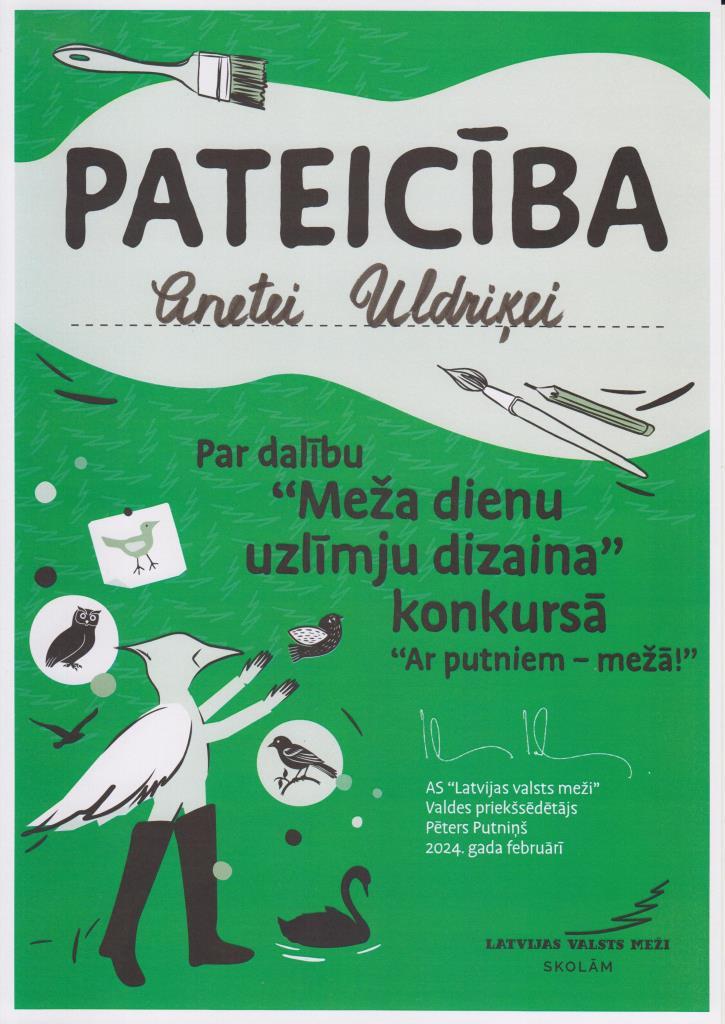 PATEICĪBA
Anetei Uldriķei
Par dalību
“Meža dienu
uzlīmju dizaina”
konkursā
“Ar putniem – mežā!”
AS “Latvijas valsts meži”
Valdes priekšsēdētājs
Pēters Putniņš
2024. gada februārī
LATVIJAS VALSTS MEŽI
SKOLĀM